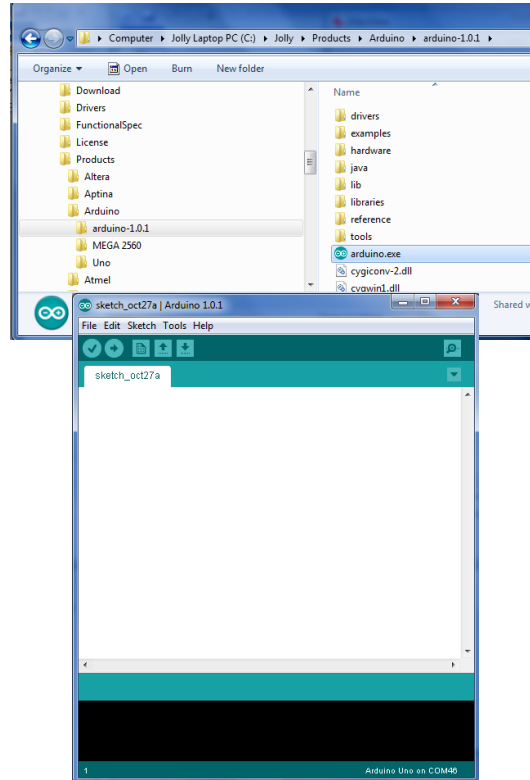 Computer Jolly Laptop PC (C:) Jolly Products Arduino arduino-1.0.1
Organize Open Burn New folder
Download
Drivers
FunctionalSpec
License
Products
Altera
Aptina
Arduino
arduino-1.0.1
MEGA 2560
Uno
Atmel
Name
drivers
examples
hardware
java
lib
libraries
reference
tools
arduino.exe
cygiconv-2.dll
cygwin1.dll
Shared
sketch_oct27a | Arduino 1.0.1
File Edit Sketch Tools Help
sketch_oct27a
1 Arduino Uno on COM46